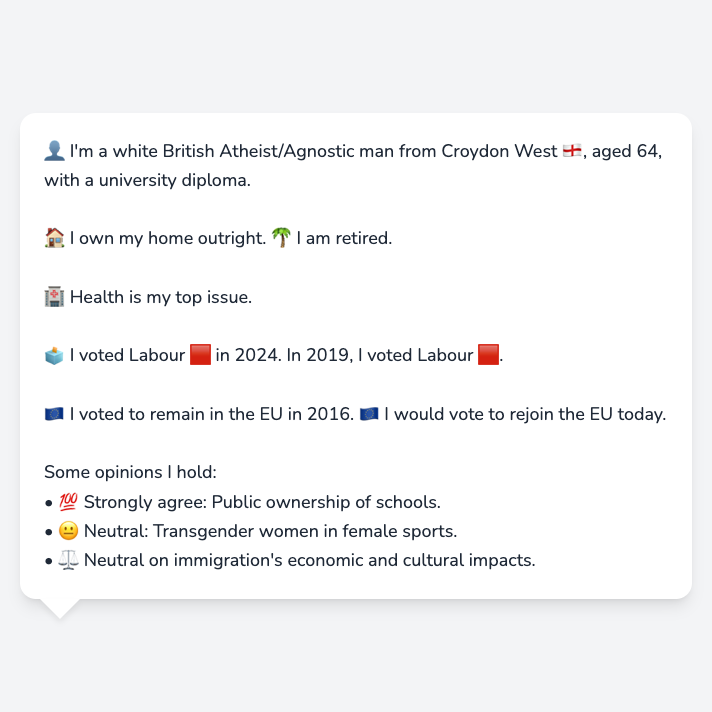 👤 I'm a white British Atheist/Agnostic man from Croydon West 🏴󠁧󠁢󠁥󠁮󠁧󠁿, aged 64,
with a university diploma.
🏠 I own my home outright. 🌴 I am retired.
🏥 Health is my top issue.
🗳️ I voted Labour 🟥 in 2024. In 2019, I voted Labour 🟥.
🇪🇺 I voted to remain in the EU in 2016. 🇪🇺 I would vote to rejoin the EU today.
Some opinions I hold:
• 💯 Strongly agree: Public ownership of schools.
• 😐 Neutral: Transgender women in female sports.
• ⚖️ Neutral on immigration's economic and cultural impacts.